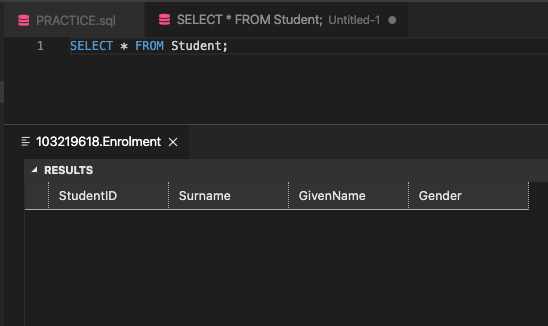 PRACTICE.sql
SELECT * FROM Student; Untitled-1
1 SELECT * FROM Student;
103219618.Enrolment
RESULTS
StudentID Surname GivenName Gender